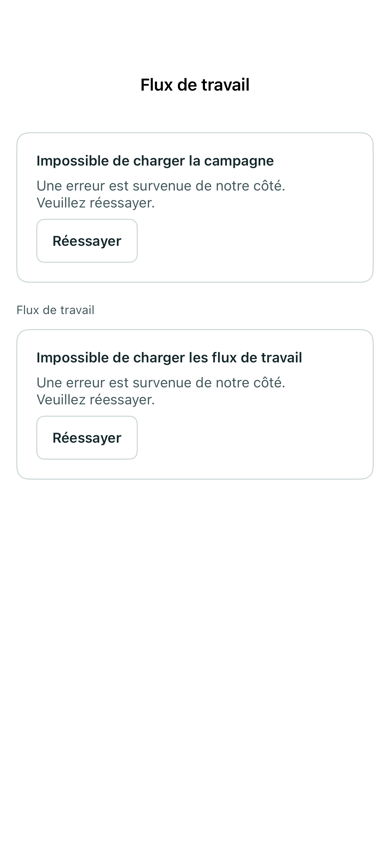 Flux de travail
Impossible de charger la campagne
Une erreur est survenue de notre côté.
Veuillez réessayer.
Réessayer
Flux de travail
Impossible de charger les flux de travail
Une erreur est survenue de notre côté.
Veuillez réessayer.
Réessayer